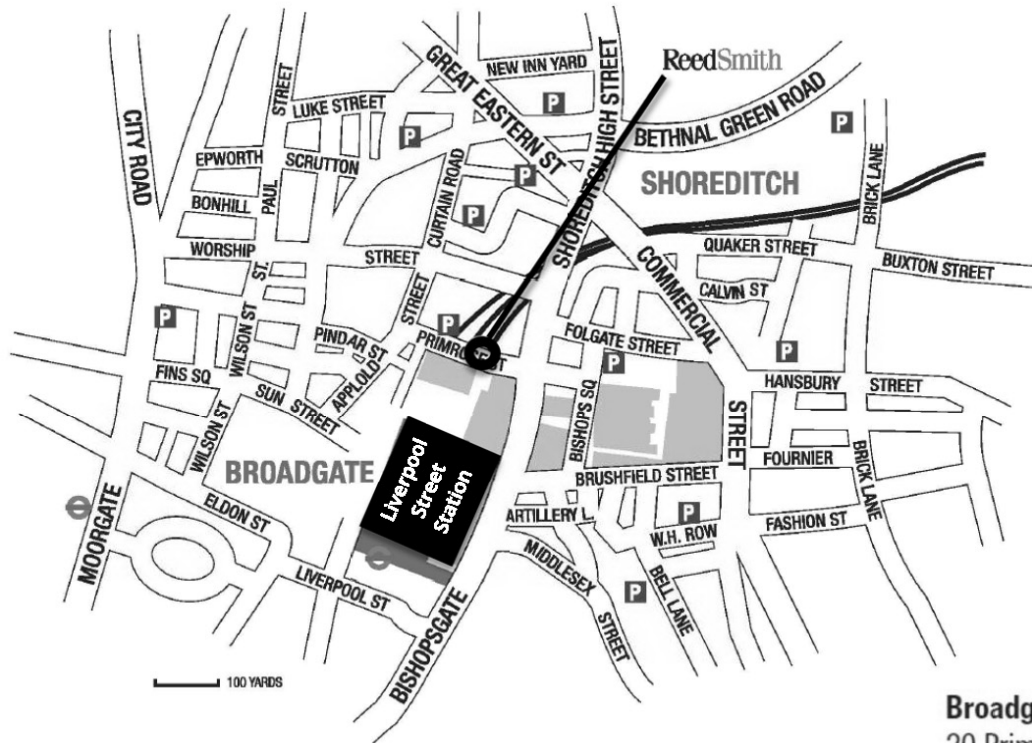 ReedSmith
NEW INN YARD
GREAT EASTERN ST
SHOREDITCH HIGH STREET
BETHNAL GREEN ROAD
CITY ROAD
STREET
LUKE STREET
P
P
P
EPWORTH
SCRUTTON
PAUL
BONHILL
CURTAIN ROAD
P
P
SHOREDITCH
BRICK LANE
WORSHIP
STREET
ST.
QUAKER STREET
BUXTON STREET
COMMERCIAL
CALVIN ST
P
WILSON ST
PINDAR ST
STREET
P
PRIMRO
ST
FOLGATE STREET
P
P
FINS SQ
SUN STREET
APPLOLDT
BISHOPS SQ
HANSBURY
STREET
WILSON ST
STREET
BROADGATE
Liverpool
Street
Station
BRUSHFIELD STREET
FOURNIER
BRICK LANE
ELDON ST
ARTILLERY L.
P
W.H. ROW
FASHION ST
MOORGATE
LIVERPOOL ST
MIDDLESEX
STREET
P
BELL LANE
BISHOPSGATE
100 YARDS
Broadg